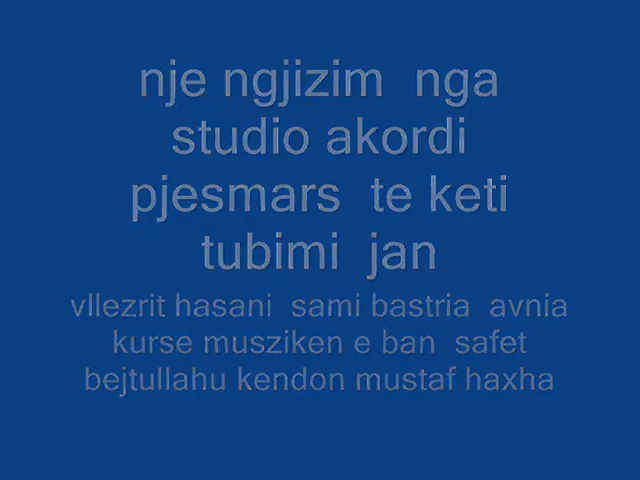 nje ngjizim nga
studio akordi
pjesmars te keti
tubimi jan
vllezrit hasani sami bastria avnia
kurse musziken e ban safet
bejtullahu kendon mustaf haxha